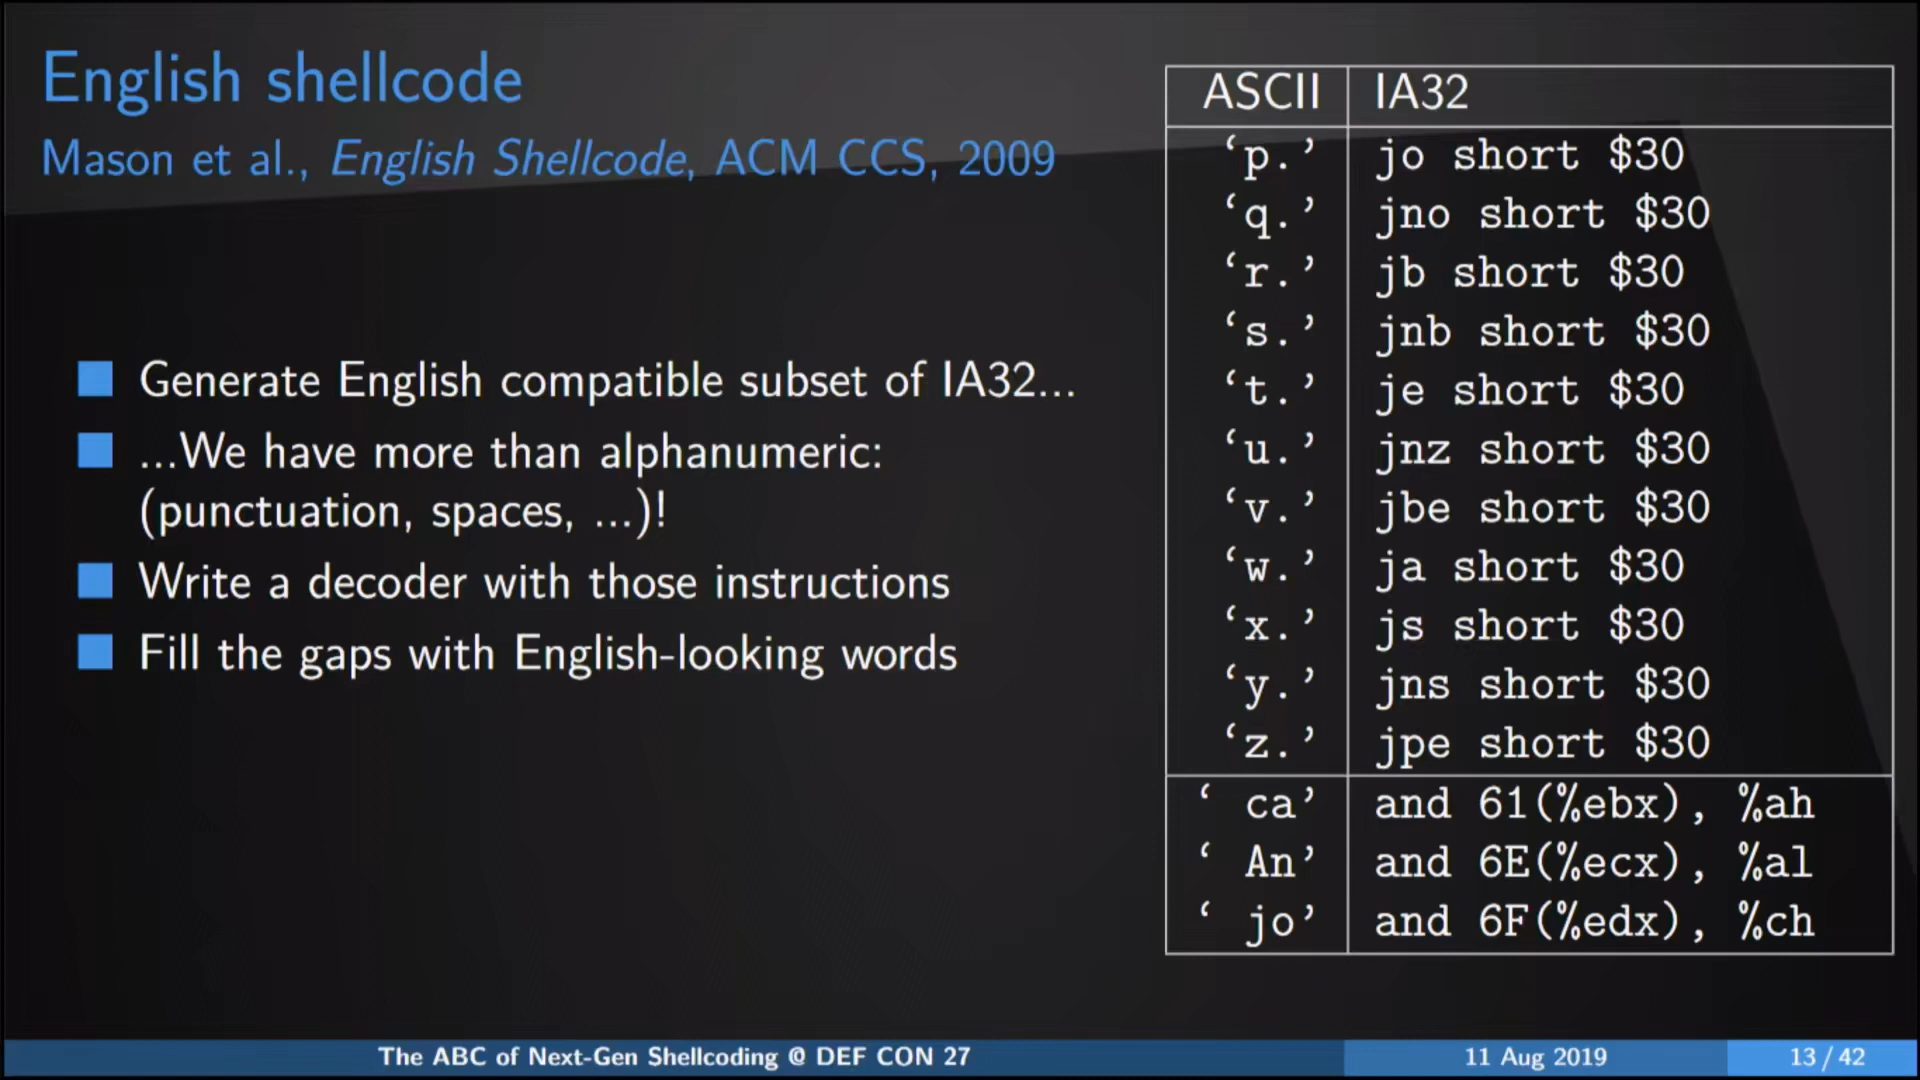 English shellcode
Mason et al., English Shellcode, ACM CCS, 2009
Generate English compatible subset of IA32...
...We have more than alphanumeric:
(punctuation, spaces, ...)!
Write a decoder with those instructions
Fill the gaps with English-looking words
ASCII IA32
‘p.’ jo short $30
‘q.’ jno short $30
‘r.’ jb short $30
‘s.’ jnb short $30
‘t.’ je short $30
‘u.’ jnz short $30
‘v.’ jbe short $30
‘w.’ ja short $30
‘x.’ js short $30
‘y.’ jns short $30
‘z.’ jpe short $30
‘ ca’ and 61(%ebx), %ah
‘ An’ and 6E(%ecx), %al
‘ jo’ and 6F(%edx), %ch
The ABC of Next-Gen Shellcoding @ DEF CON 27 11 Aug 2019 13 / 42